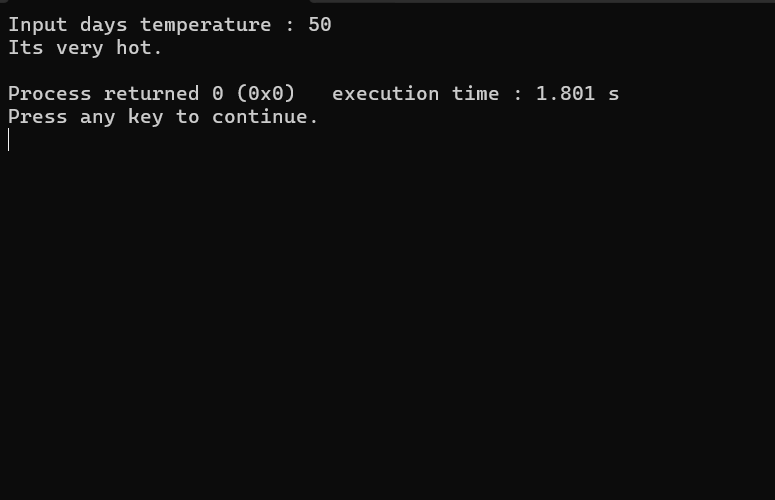 Input days temperature : 50
Its very hot.
Process returned 0 (0x0)   execution time : 1.801 s
Press any key to continue.